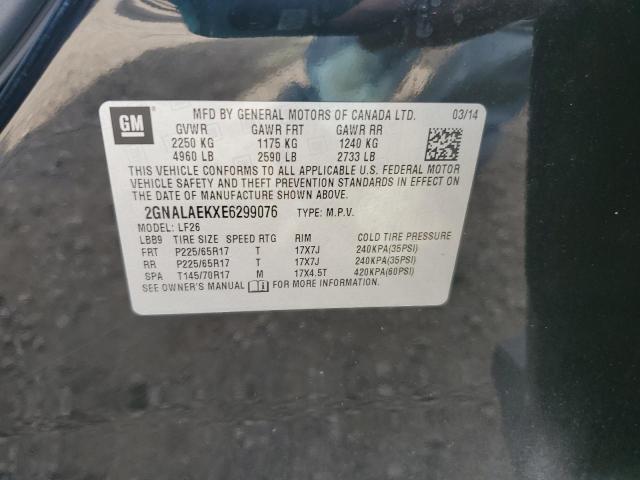 GM
MFD BY GENERAL MOTORS OF CANADA LTD. 03/14
GVWR GAWR FRT GAWR RR
2250 KG 1175 KG 1240 KG
4960 LB 2590 LB 2733 LB
THIS VEHICLE CONFORMS TO ALL APPLICABLE U.S. FEDERAL MOTOR
VEHICLE SAFETY AND THEFT PREVENTION STANDARDS IN EFFECT ON
THE DATE OF MANUFACTURE SHOWN ABOVE.
2GNALAEKXE6299076 TYPE: M.P.V.
MODEL: LF26
LBB9 TIRE SIZE SPEED RTG RIM COLD TIRE PRESSURE
FRT P225/65R17 T 17X7J 240KPA(35PSI)
RR P225/65R17 T 17X7J 240KPA(35PSI)
SPA T145/70R17 M 17X4.5T 420KPA(60PSI)
SEE OWNER'S MANUAL FOR MORE INFORMATION.